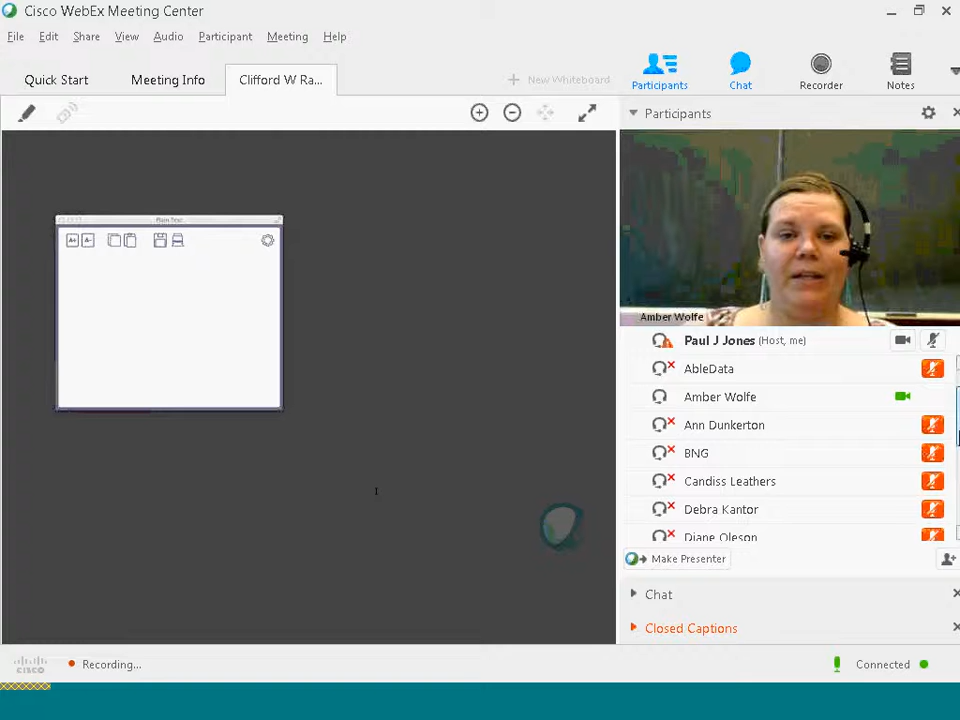 Cisco WebEx Meeting Center
File Edit Share View Audio Participant Meeting Help
Quick Start Meeting Info Clifford W Ra... New Whiteboard
Participants Chat Recorder Notes
Participants
Amber Wolfe
Paul J Jones (Host, me)
AbleData
Amber Wolfe
Ann Dunkerton
BNG
Candiss Leathers
Debra Kantor
Diane Oleson
Make Presenter
Chat
Closed Captions
cisco Recording... Connected